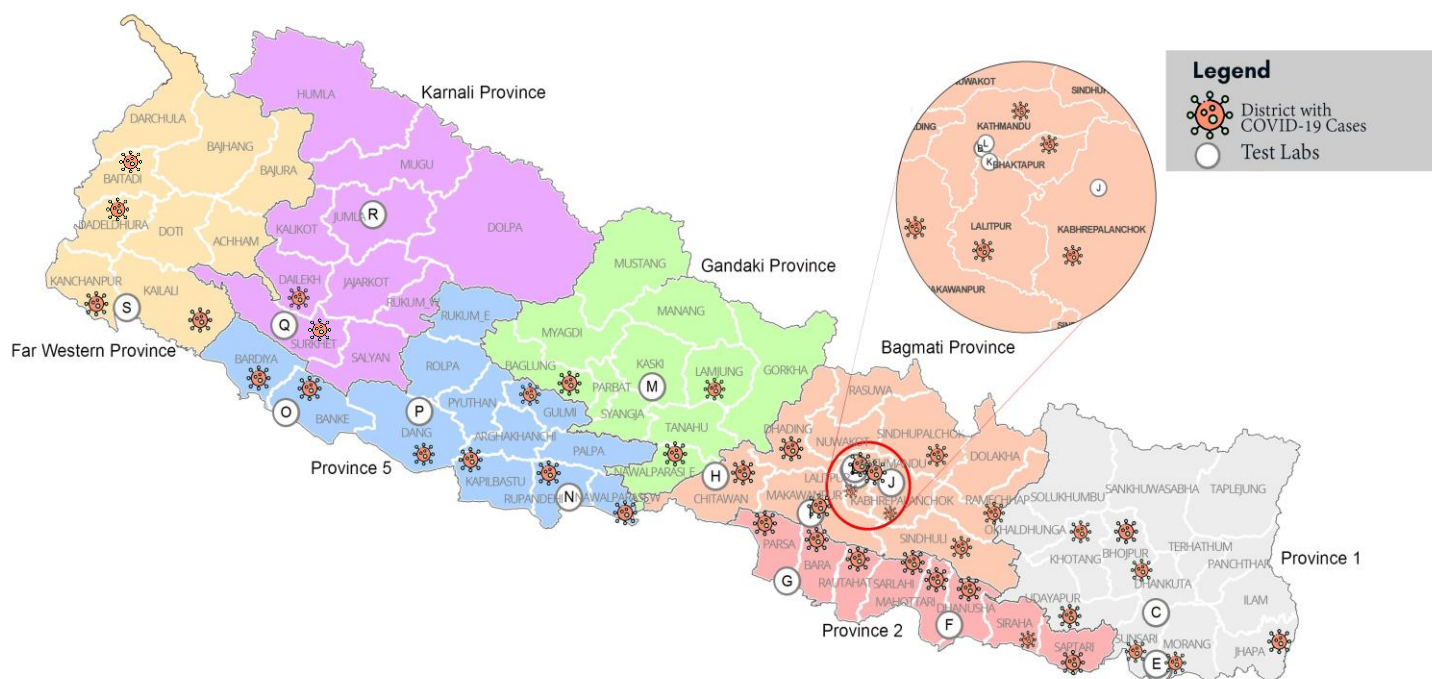 Legend
District with
COVID-19 Cases
Test Labs
Karnali Province
Gandaki Province
Bagmati Province
Far Western Province
Province 5
Province 2
Province 1
NUWAKOT
KATHMANDU
L
K
BHAKTAPUR
J
LALITPUR
KABHREPALANCHOK
HUMLA
DARCHULA
BAJHANG
BAJURA
BAITADI
DADELDHURA
DOTI
ACHHAM
KANCHANPUR
KAILALI
S
MUGU
JUMLA
R
KALIKOT
DOLPA
DAILEKH
JAJARKOT
Q
SURKHET
SALYAN
RUKUM_E
ROLPA
BARDIYA
O
BANKE
P
DANG
PYUTHAN
GULMI
ARGHAKHANCHI
PALPA
KAPILBASTU
N
MUSTANG
MANANG
MYAGDI
BAGLUNG
PARBAT
KASKI
M
LAMJUNG
GORKHA
SYANGJA
TANAHU
NAWALPARASI_E
RASUWA
DHADING
NUWAKOT
SINDHUPALCHOK
DOLAKHA
H
CHITAWAN
J
KABHREPALANCHOK
RAMECHHAP
SINDHULI
PARSA
BARA
G
RAUTAHAT
SARLAHI
MAHOTTARI
DHANUSHA
F
SIRAHA
SAPTARI
SOLUKHUMBU
SANKHUWASABHA
TAPLEJUNG
OKHALDHUNGA
KHOTANG
BHOJPUR
TERHATHUM
PANCHTHAR
DHANKUTA
UDAYAPUR
C
ILAM
SUNSARI
E
MORANG
JHAPA